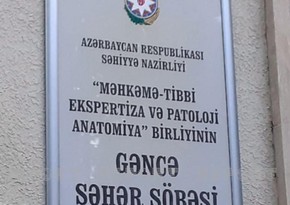 AZƏRBAYCAN RESPUBLİKASI
SƏHİYYƏ NAZİRLİYİ
"MƏHKƏMƏ-TİBBİ
EKSPERTİZA VƏ PATOLOJİ
ANATOMİYA" BİRLİYİNİN
GƏNCƏ
ŞƏHƏR ŞÖBƏSİ